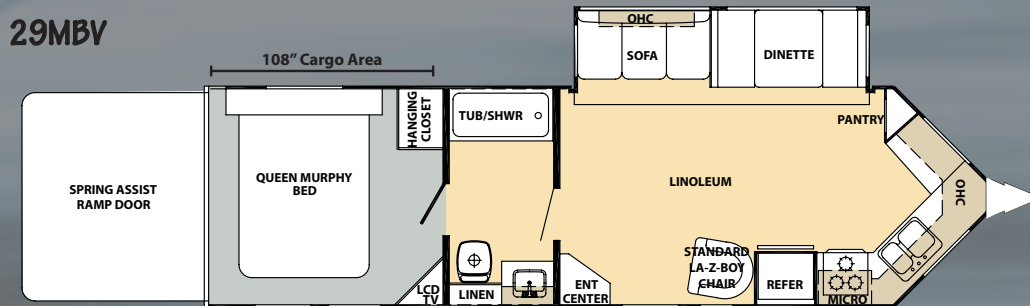 29MBV
108" Cargo Area
OHC
SOFA
DINETTE
HANGING
CLOSET
TUB/SHWR
PANTRY
SPRING ASSIST
RAMP DOOR
QUEEN MURPHY
BED
LINOLEUM
OHC
STANDARD
LA-Z-BOY
CHAIR
LCD
TV
LINEN
ENT
CENTER
REFER
MICRO